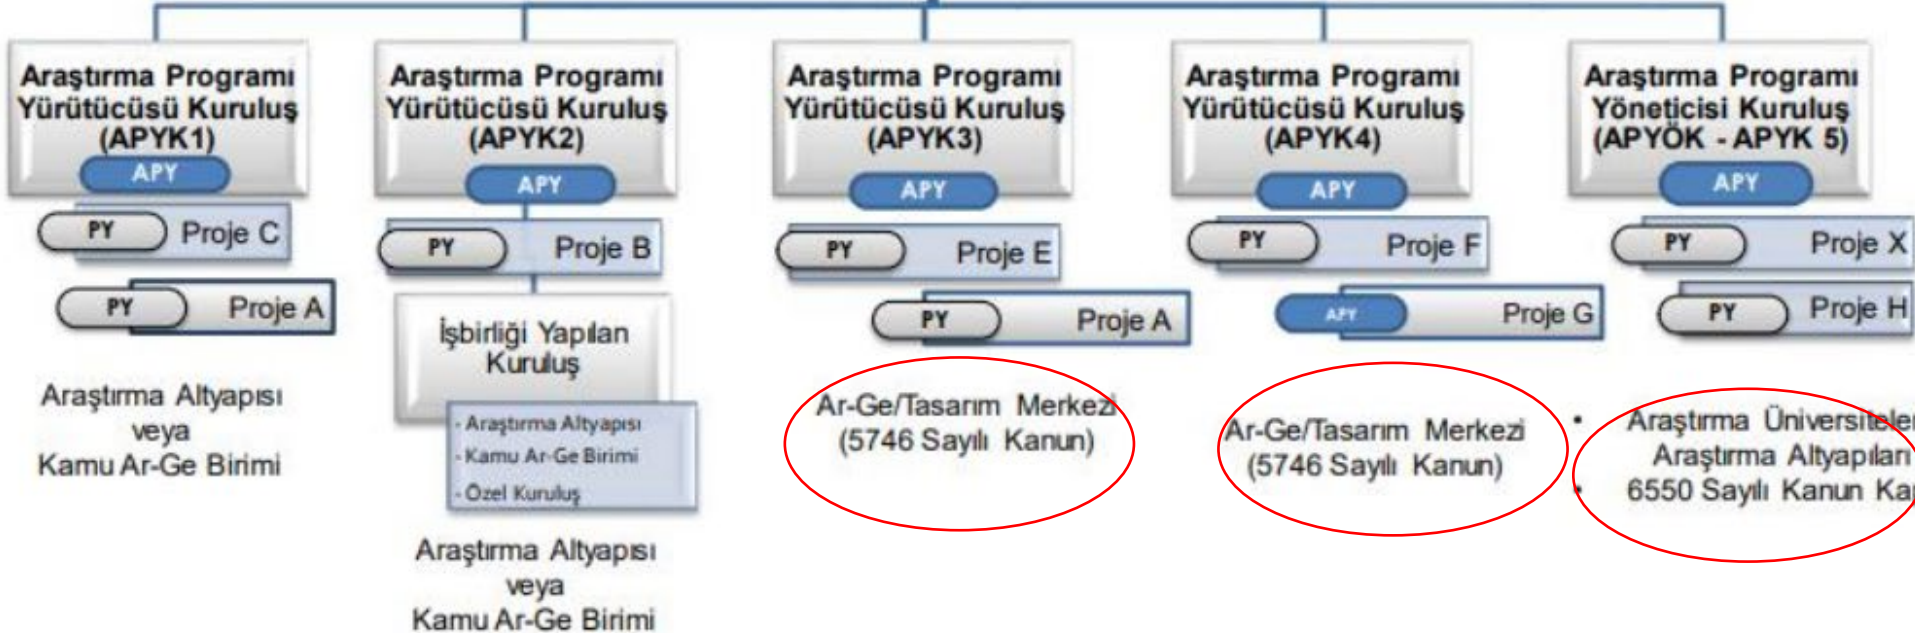 Araştırma Programı
Yürütücüsü Kuruluş
(APYK1)
APY
PY
Proje C
PY
Proje A
Araştırma Altyapısı
veya
Kamu Ar-Ge Birimi
Araştırma Programı
Yürütücüsü Kuruluş
(APYK2)
APY
PY
Proje B
İşbirliği Yapılan
Kuruluş
- Araştırma Altyapısı
- Kamu Ar-Ge Birimi
- Özel Kuruluş
Araştırma Altyapısı
veya
Kamu Ar-Ge Birimi
Araştırma Programı
Yürütücüsü Kuruluş
(APYK3)
APY
PY
Proje E
PY
Proje A
Ar-Ge/Tasarım Merkezi
(5746 Sayılı Kanun)
Araştırma Programı
Yürütücüsü Kuruluş
(APYK4)
APY
PY
Proje F
APY
Proje G
Ar-Ge/Tasarım Merkezi
(5746 Sayılı Kanun)
Araştırma Programı
Yöneticisi Kuruluş
(APYÖK - APYK 5)
APY
PY
Proje X
PY
Proje H
• Araştırma
Araştırma Altyapıları
• 6550 Sayılı Kanun